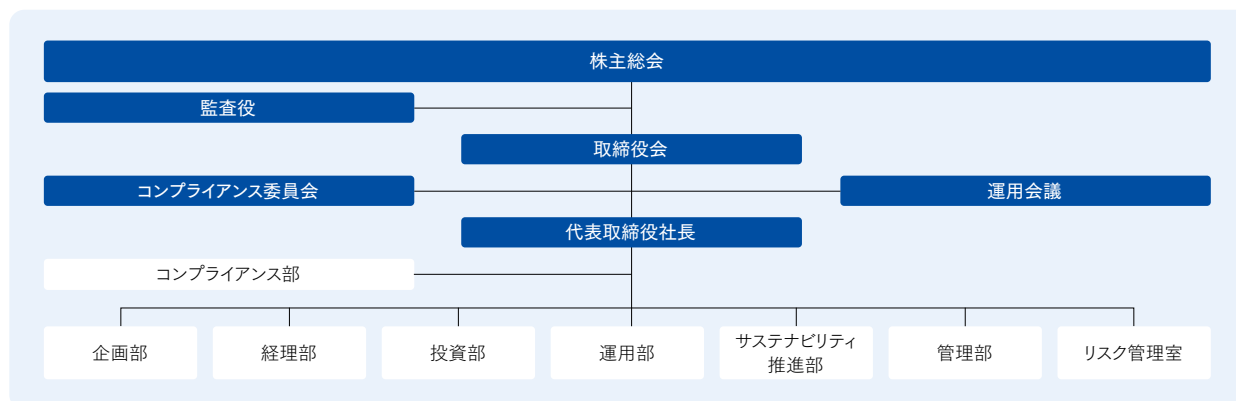 株主総会
監査役
取締役会
コンプライアンス委員会
運用会議
代表取締役社長
コンプライアンス部
企画部
経理部
投資部
運用部
サステナビリティ
推進部
管理部
リスク管理室